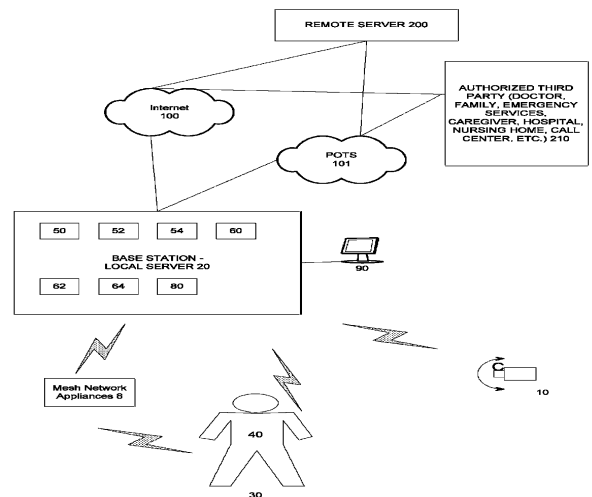 REMOTE SERVER 200
Internet
100
AUTHORIZED THIRD
PARTY (DOCTOR,
FAMILY, EMERGENCY
SERVICES,
CAREGIVER, HOSPITAL,
NURSING HOME, CALL
CENTER, ETC.) 210
POTS
101
50 52 54 60
BASE STATION -
LOCAL SERVER 20
90
62 64 80
Mesh Network
Appliances 8
C
10
40
30